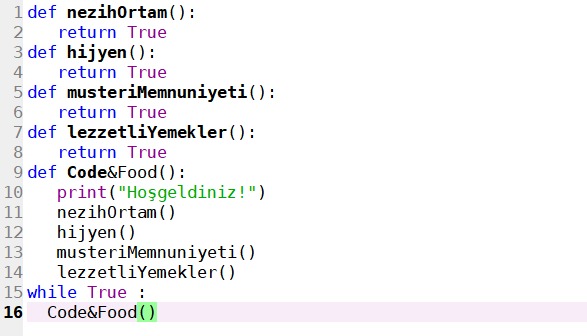 1 def nezihOrtam():
2    return True
3 def hijyen():
4    return True
5 def musteriMemnuniyeti():
6    return True
7 def lezzetliYemekler():
8    return True
9 def Code&Food():
10    print("Hoşgeldiniz!")
11    nezihOrtam()
12    hijyen()
13    musteriMemnuniyeti()
14    lezzetliYemekler()
15 while True :
16   Code&Food()